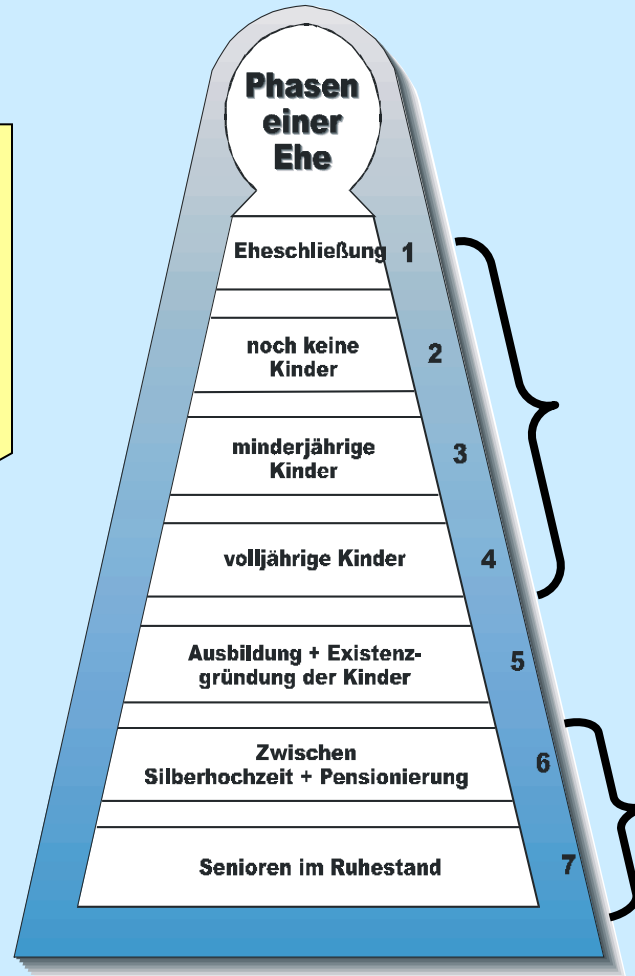 Phasen
einer
Ehe
Eheschließung 1
noch keine
Kinder
2
minderjährige
Kinder
3
volljährige Kinder 4
Ausbildung + Existenz-
gründung der Kinder
5
Zwischen
Silberhochzeit + Pensionierung
6
Senioren im Ruhestand 7